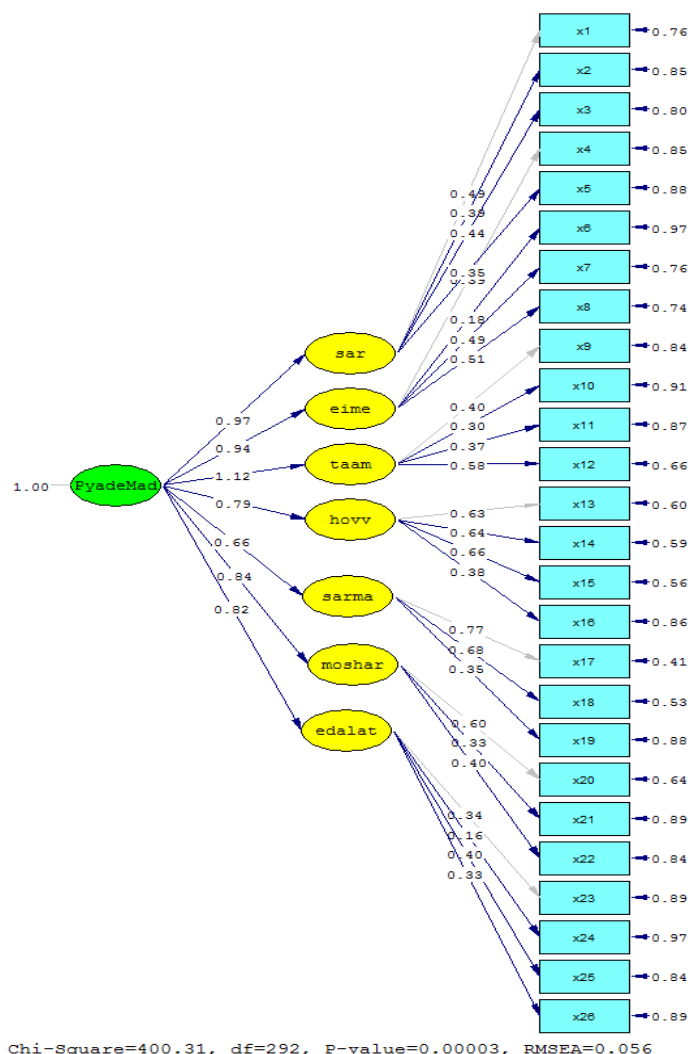 x1 0.76
x2 0.85
x3 0.80
x4 0.85
x5 0.88
x6 0.97
x7 0.76
x8 0.74
x9 0.84
x10 0.91
x11 0.87
x12 0.66
x13 0.60
x14 0.59
x15 0.56
x16 0.86
x17 0.41
x18 0.53
x19 0.88
x20 0.64
x21 0.89
x22 0.84
x23 0.89
x24 0.97
x25 0.84
x26 0.89
0.49
0.39
0.44
0.35
0.39
0.18
0.49
0.51
0.40
0.30
0.37
0.58
0.63
0.64
0.66
0.38
0.77
0.68
0.35
0.60
0.33
0.40
0.34
0.16
0.40
0.33
sar
eime
taam
hovv
sarma
moshar
edalat
0.97
0.94
1.12
0.79
0.66
0.84
0.82
1.00 PyadeMad
Chi-Square=400.31, df=292, P-value=0.00003, RMSEA=0.056